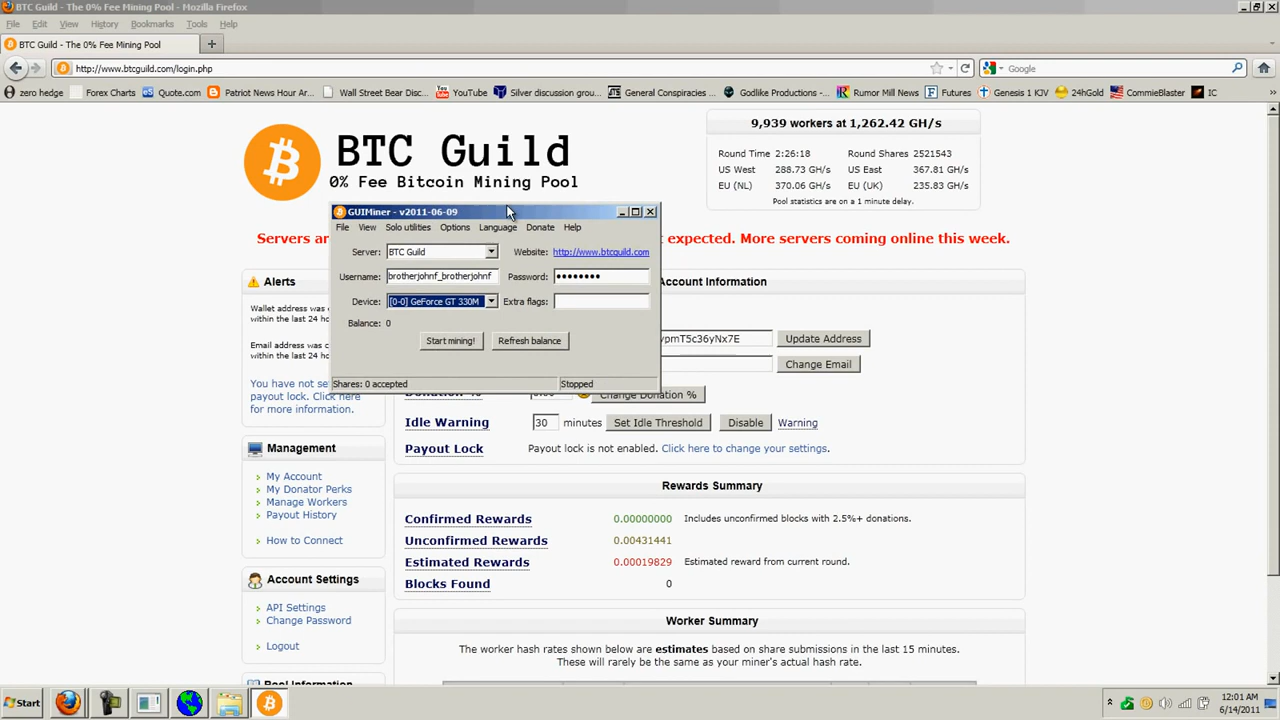 BTC Guild - The 0% Fee Mining Pool - Mozilla Firefox
File Edit View History Bookmarks Tools Help
BTC Guild - The 0% Fee Mining Pool
http://www.btcguild.com/login.php
Google
zero hedge Forex Charts Quote.com Patriot News Hour Ar... Wall Street Bear Disc... YouTube Silver discussion grou... General Conspiracies ... Godlike Productions -... Rumor Mill News Futures Genesis 1 KJV 24hGold CommieBlaster IC
BTC Guild
0% Fee Bitcoin Mining Pool
9,939 workers at 1,262.42 GH/s
Round Time 2:26:18 Round Shares 2521543
US West 288.73 GH/s US East 367.81 GH/s
EU (NL) 370.06 GH/s EU (UK) 235.83 GH/s
Pool statistics are on a 1 minute delay.
GUIMiner - v2011-06-09
File View Solo utilities Options Language Donate Help
Server: BTC Guild Website: http://www.btcguild.com
Username: brotherjohnf_brotherjohnf Password: ●●●●●●●●
Device: [0-0] GeForce GT 330M Extra flags:
Balance: 0
Start mining! Refresh balance
Shares: 0 accepted Stopped
Servers ar expected. More servers coming online this week.
Alerts
Wallet address was
within the last 24
Email address was c
within the last 24 h
You have not se
payout lock. Click here
for more information.
Management
My Account
My Donator Perks
Manage Workers
Payout History
How to Connect
Account Settings
API Settings
Change Password
Logout
Pool Information
Account Information
vpmT5c36yNx7E Update Address
Change Email
Change Donation %
Idle Warning 30 minutes Set Idle Threshold Disable Warning
Payout Lock Payout lock is not enabled. Click here to change your settings.
Rewards Summary
Confirmed Rewards 0.00000000 Includes unconfirmed blocks with 2.5%+ donations.
Unconfirmed Rewards 0.00431441
Estimated Rewards 0.00019829 Estimated reward from current round.
Blocks Found 0
Worker Summary
The worker hash rates shown below are estimates based on share submissions in the last 15 minutes.
These will rarely be the same as your miner's actual hash rate.
Start
12:01 AM
6/14/2011